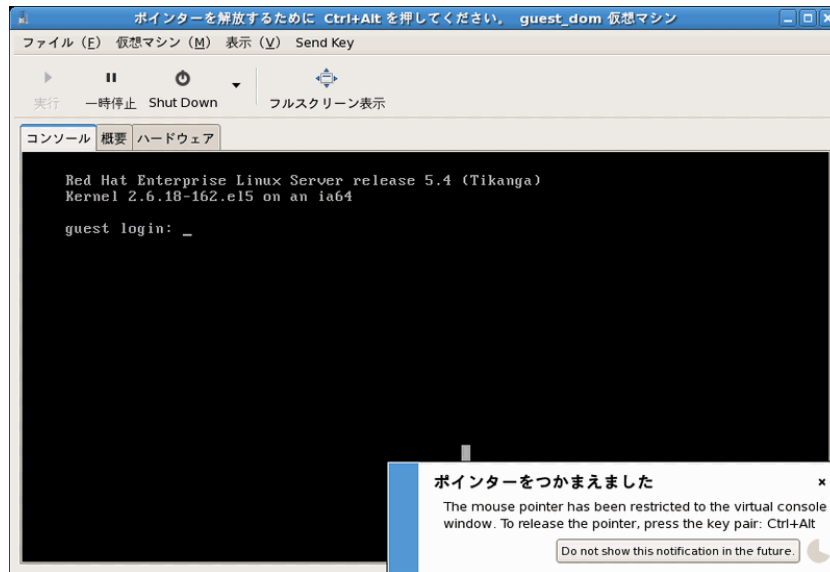 ポインターを解放するために Ctrl+Alt を押してください。 guest_dom 仮想マシン
ファイル (F) 仮想マシン (M) 表示 (V) Send Key
実行 一時停止 Shut Down フルスクリーン表示
コンソール 概要 ハードウェア
Red Hat Enterprise Linux Server release 5.4 (Tikanga)
Kernel 2.6.18-162.el5 on an ia64
guest login: _
ポインターをつかまえました
The mouse pointer has been restricted to the virtual console
window. To release the pointer, press the key pair: Ctrl+Alt
Do not show this notification in the future.